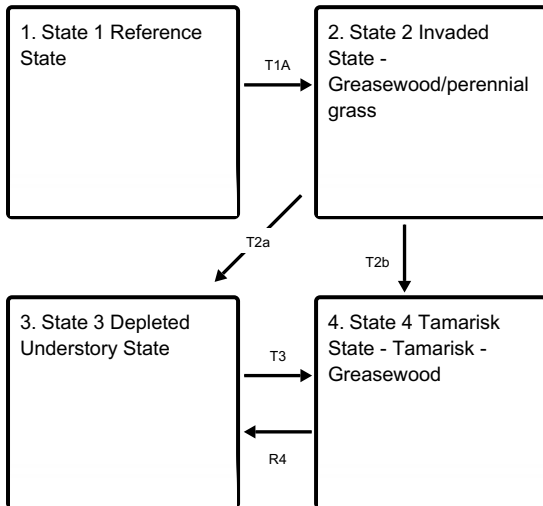 1. State 1 Reference
State
T1A
2. State 2 Invaded
State -
Greasewood/perennial
grass
T2a
T2b
3. State 3 Depleted
Understory State
T3
R4
4. State 4 Tamarisk
State - Tamarisk -
Greasewood